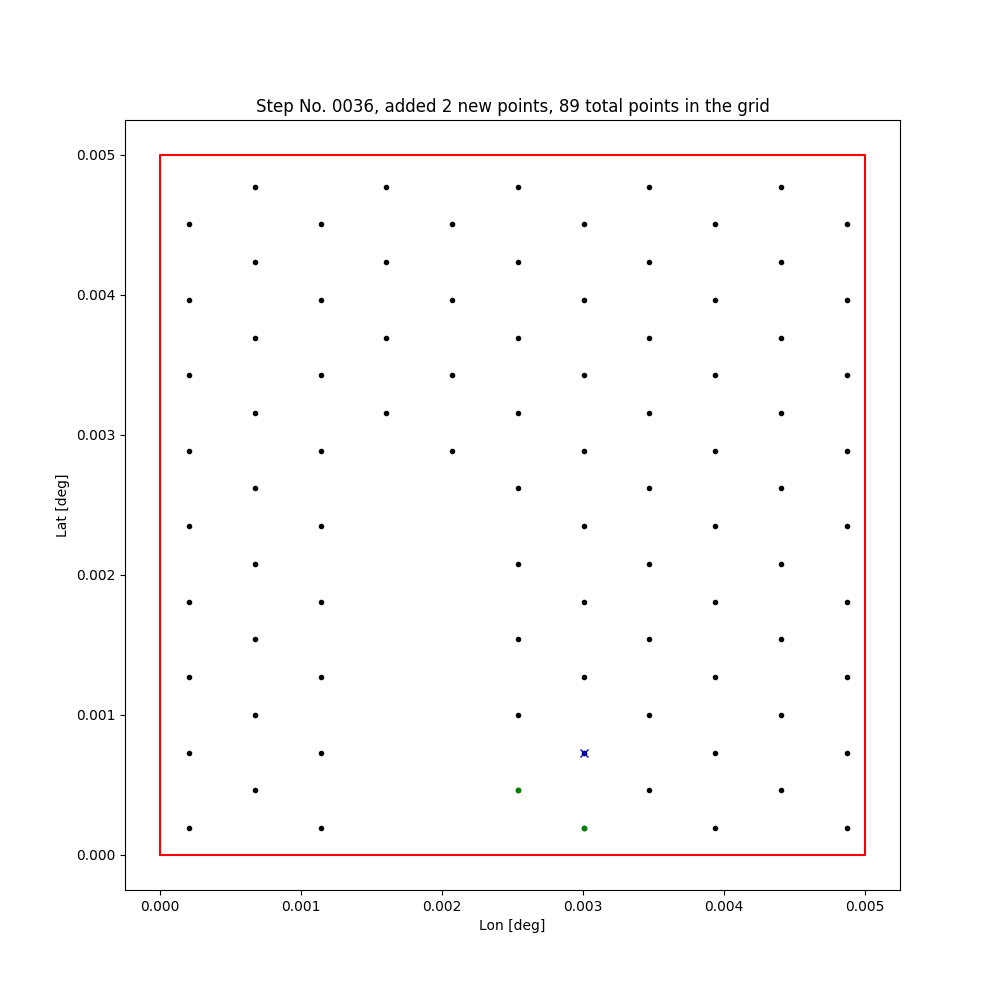 Step No. 0036, added 2 new points, 89 total points in the grid
0.005
0.004
0.003
0.002
0.001
0.000
Lat [deg]
0.000 0.001 0.002 0.003 0.004 0.005
Lon [deg]